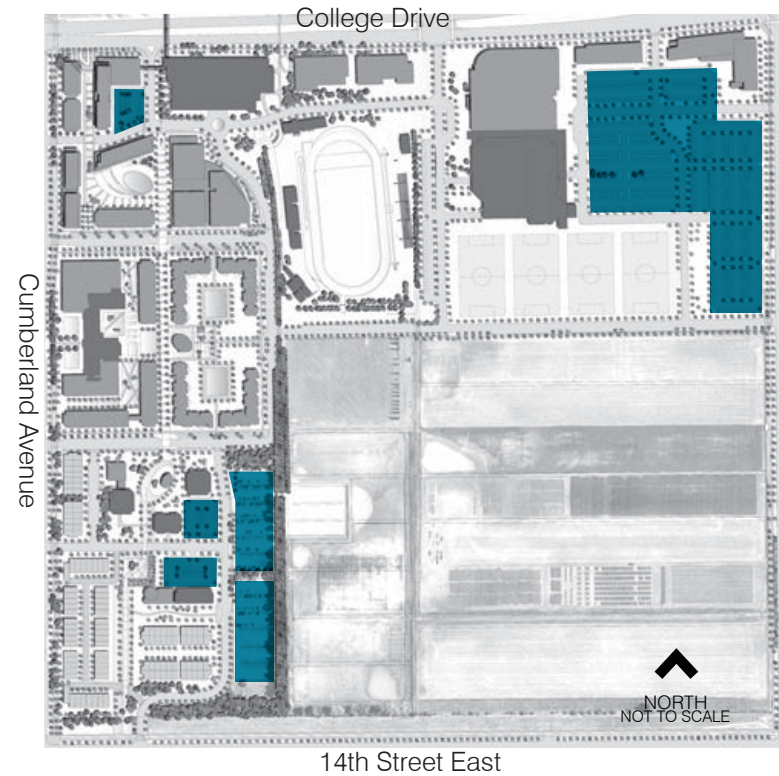 College Drive
Cumberland Avenue
NORTH
NOT TO SCALE
14th Street East